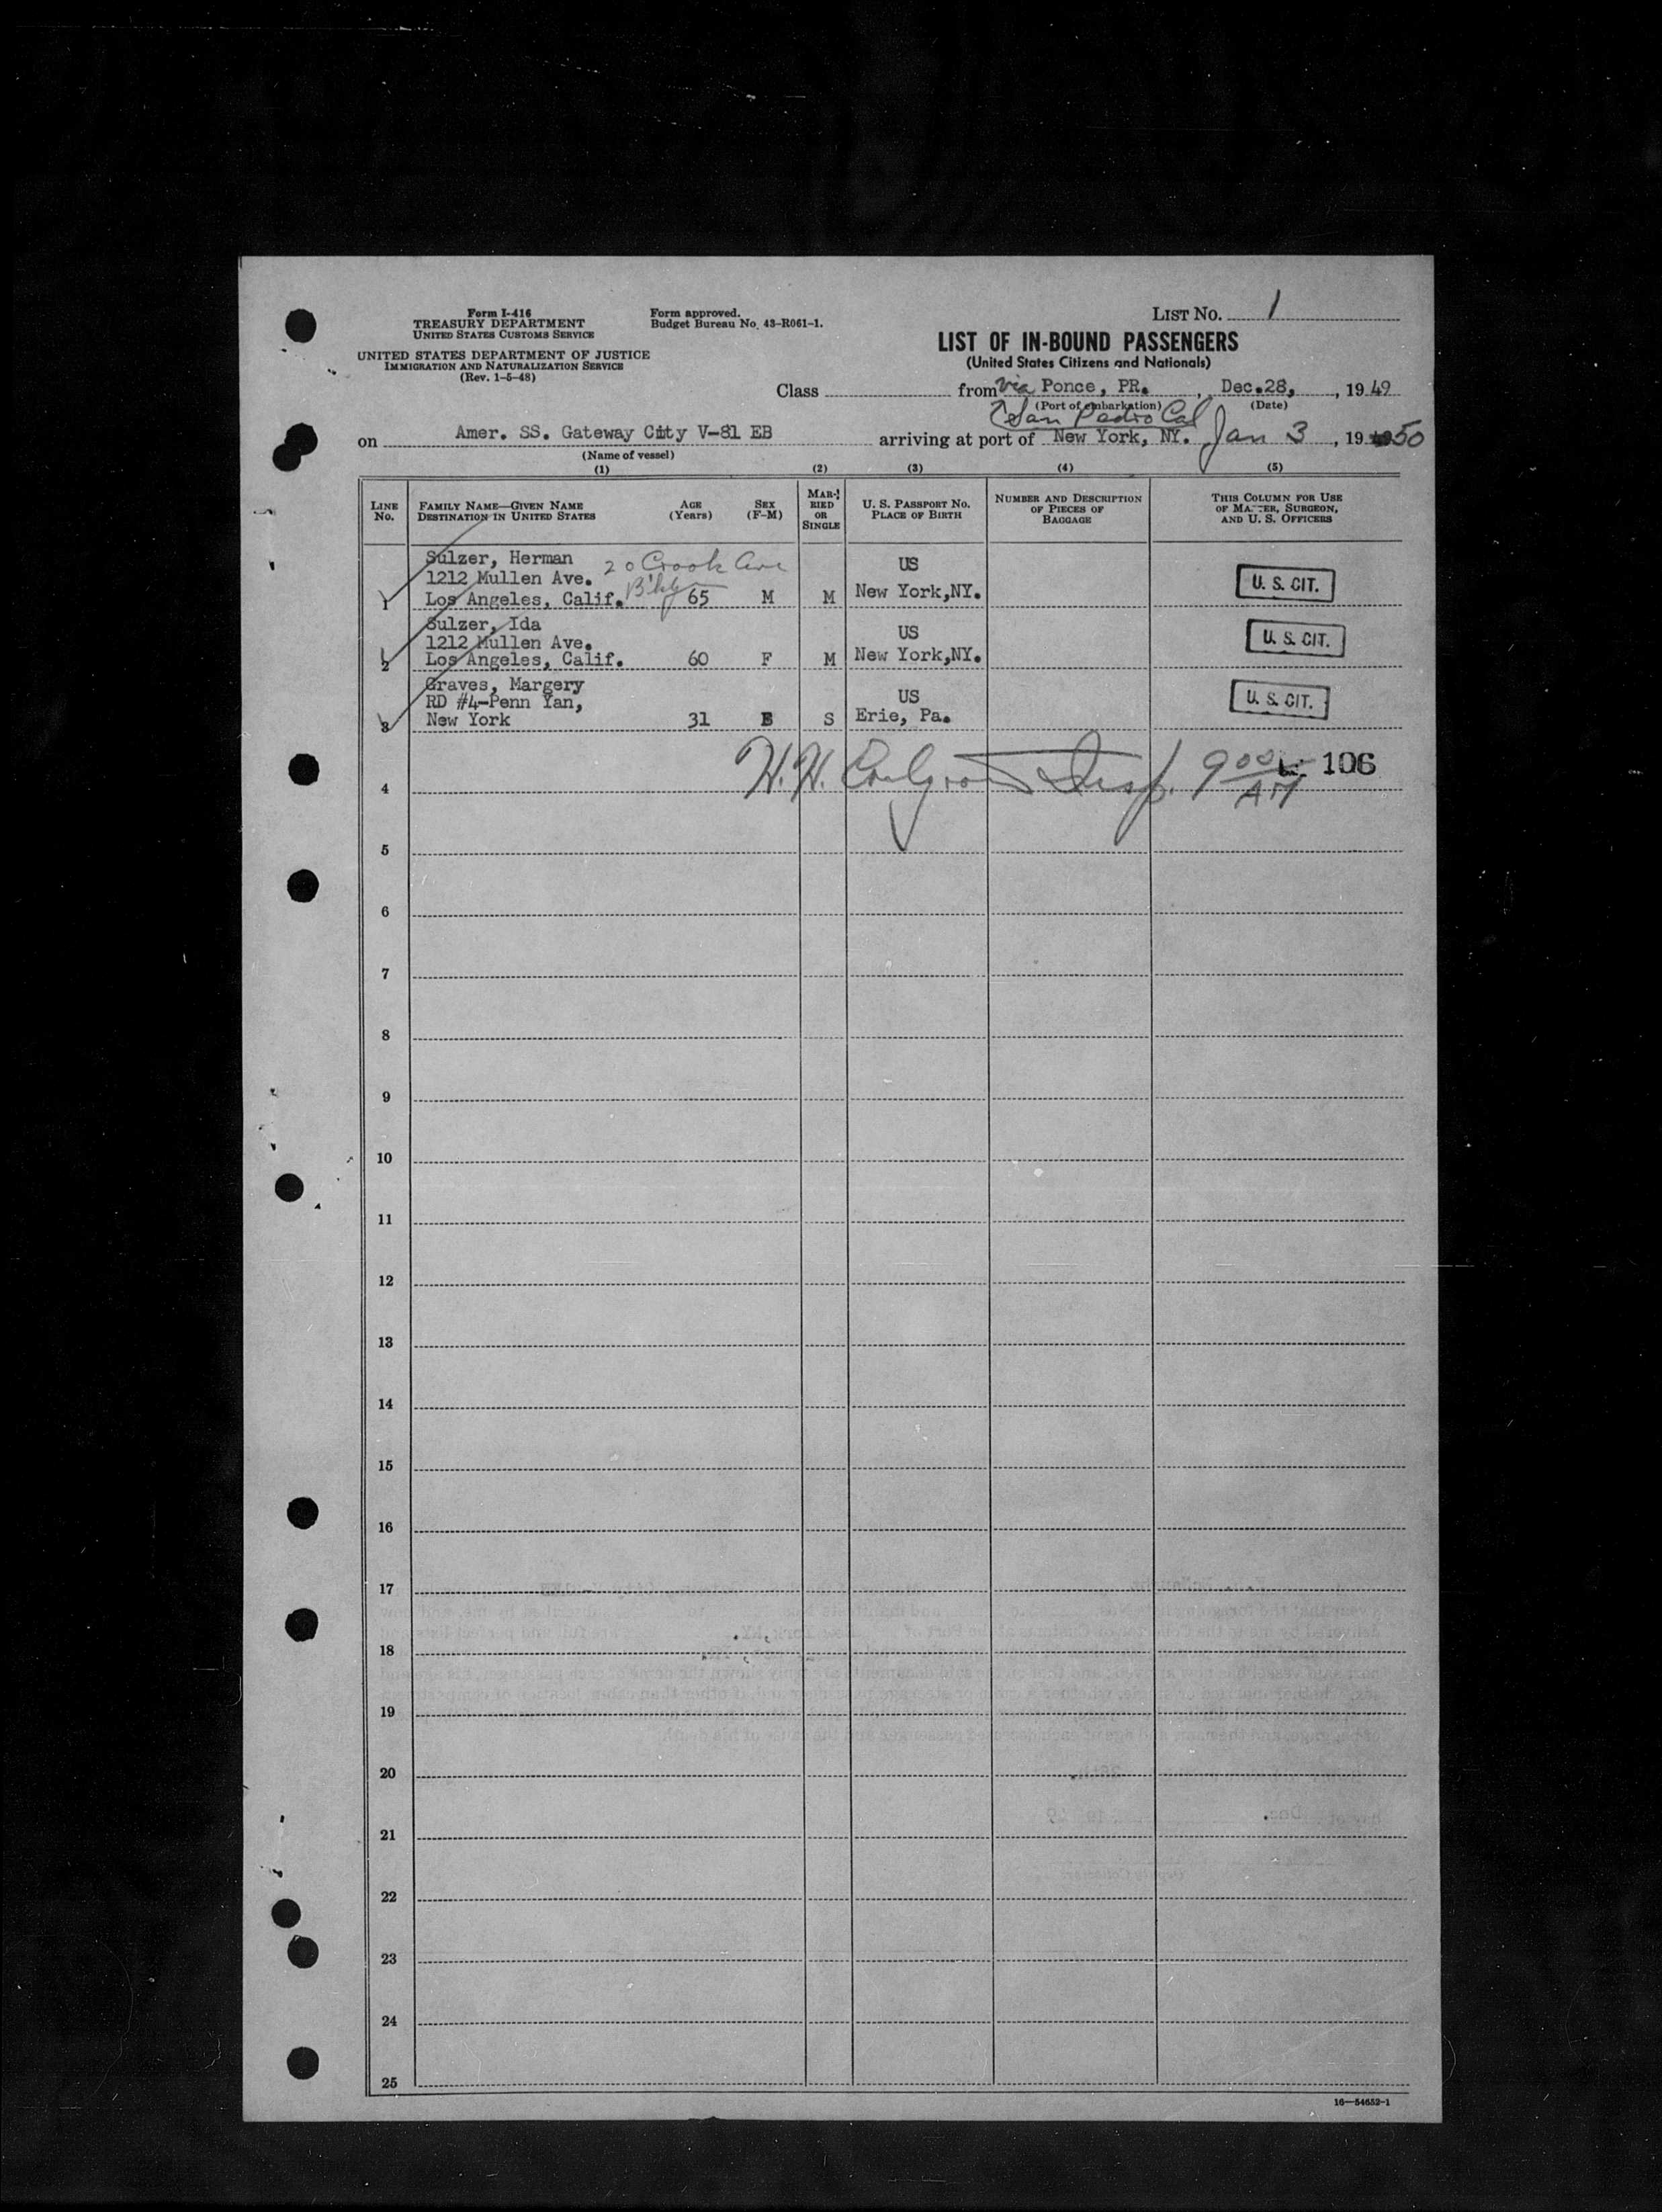 Form I-416
TREASURY DEPARTMENT
UNITED STATES CUSTOMS SERVICE
UNITED STATES DEPARTMENT OF JUSTICE
IMMIGRATION AND NATURALIZATION SERVICE
(Rev. 1-5-48)
Form approved.
Budget Bureau No. 43-R061-1.
LIST NO. 1
LIST OF IN-BOUND PASSENGERS
(United States Citizens and Nationals)
Class from via Ponce, PR. , Dec.28, , 1949
(Port of embarkation) (Date)
San Pedro Cal
on Amer. SS. Gateway City V-81 EB arriving at port of New York, NY. Jan 3 , 19 50
(Name of vessel)
(1) (2) (3) (4) (5)
LINE NO.
FAMILY NAME—GIVEN NAME
DESTINATION IN UNITED STATES
AGE
(Years)
SEX
(F-M)
MAR-
RIED
OR
SINGLE
U. S. PASSPORT NO.
PLACE OF BIRTH
NUMBER AND DESCRIPTION
OF PIECES OF
BAGGAGE
THIS COLUMN FOR USE
OF MASTER, SURGEON,
AND U. S. OFFICERS
Sulzer, Herman 20 Crook Ave US
1212 Mullen Ave. U. S. CIT.
1 Los Angeles, Calif. Bklyn 65 M M New York,NY.
Sulzer, Ida US
1212 Mullen Ave. U. S. CIT.
2 Los Angeles, Calif. 60 F M New York,NY.
Graves, Margery US
RD #4-Penn Yan, U. S. CIT.
3 New York 31 S Erie, Pa.
H.H. Insp. 9 00 AM 106
4
5
6
7
8
9
10
11
12
13
14
15
16
17
18
19
20
21
22
23
24
25
16—54652-1